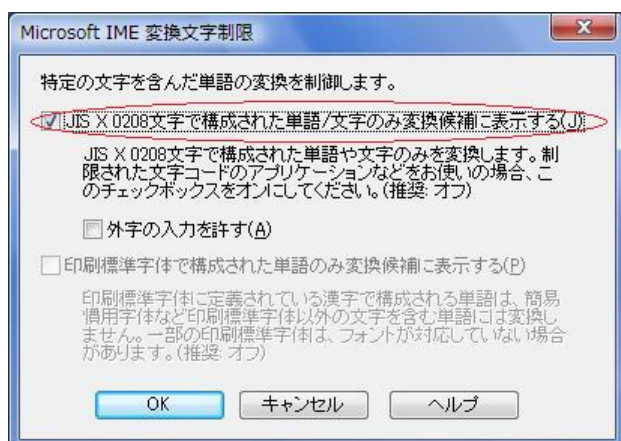 Microsoft IME 変換文字制限
特定の文字を含んだ単語の変換を制御します。
JIS X 0208文字で構成された単語/文字のみ変換候補に表示する(J)
JIS X 0208文字で構成された単語や文字のみを変換します。制
限された文字コードのアプリケーションなどをお使いの場合、こ
のチェックボックスをオンにしてください。(推奨: オフ)
外字の入力を許す(A)
印刷標準字体で構成された単語のみ変換候補に表示する(P)
印刷標準字体に定義されている漢字で構成される単語は、簡易
慣用字体など印刷標準字体以外の文字を含む単語には変換し
ません。一部の印刷標準字体は、フォントが対応していない場合
があります。(推奨: オフ)
OK
キャンセル
ヘルプ